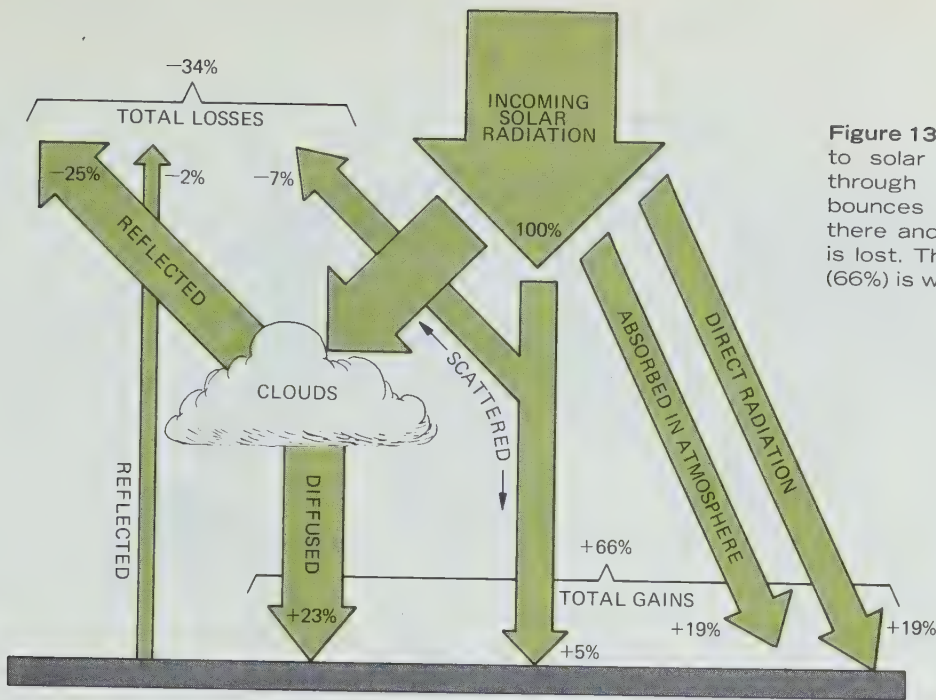 −34%
TOTAL LOSSES
−25%
−2%
−7%
INCOMING
SOLAR
RADIATION
100%
REFLECTED
CLOUDS
SCATTERED
ABSORBED IN ATMOSPHERE
DIRECT RADIATION
REFLECTED
DIFFUSED
+66%
TOTAL GAINS
+23%
+5%
+19%
+19%
Figure 13
to solar
through
bounces
there and
is lost. Th
(66%) is w